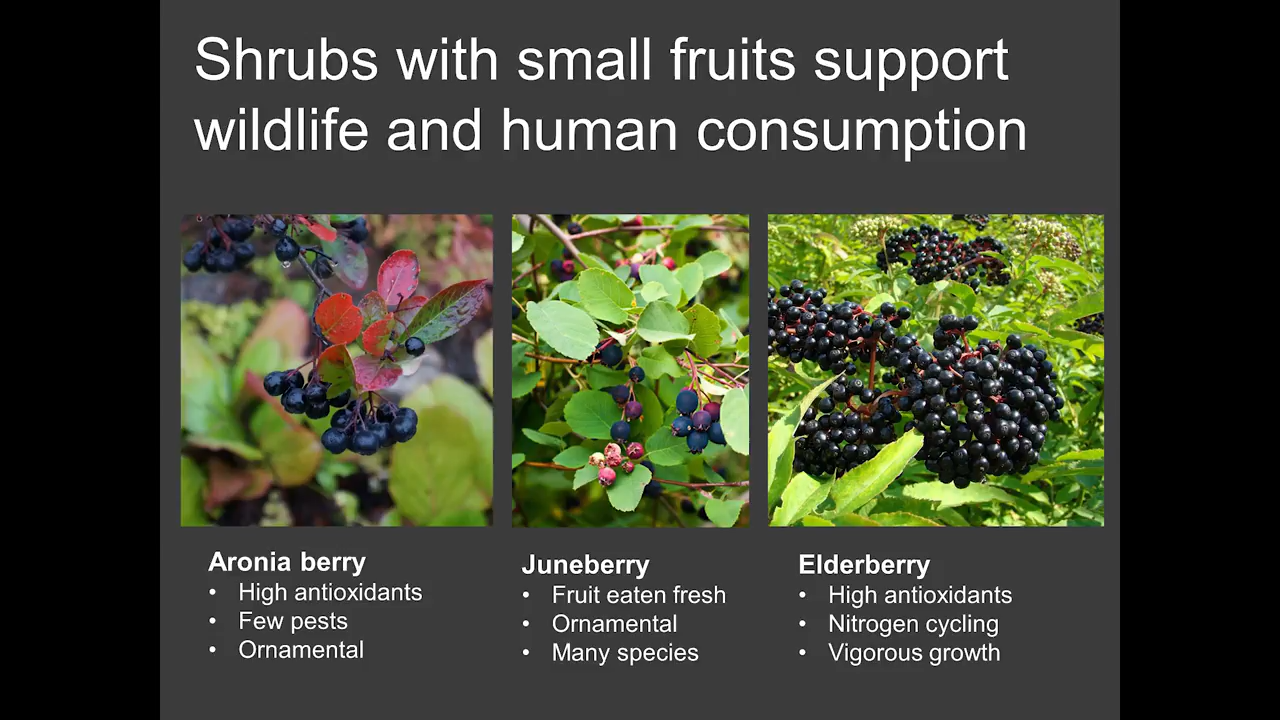 Shrubs with small fruits support
wildlife and human consumption
Aronia berry
• High antioxidants
• Few pests
• Ornamental
Juneberry
• Fruit eaten fresh
• Ornamental
• Many species
Elderberry
• High antioxidants
• Nitrogen cycling
• Vigorous growth